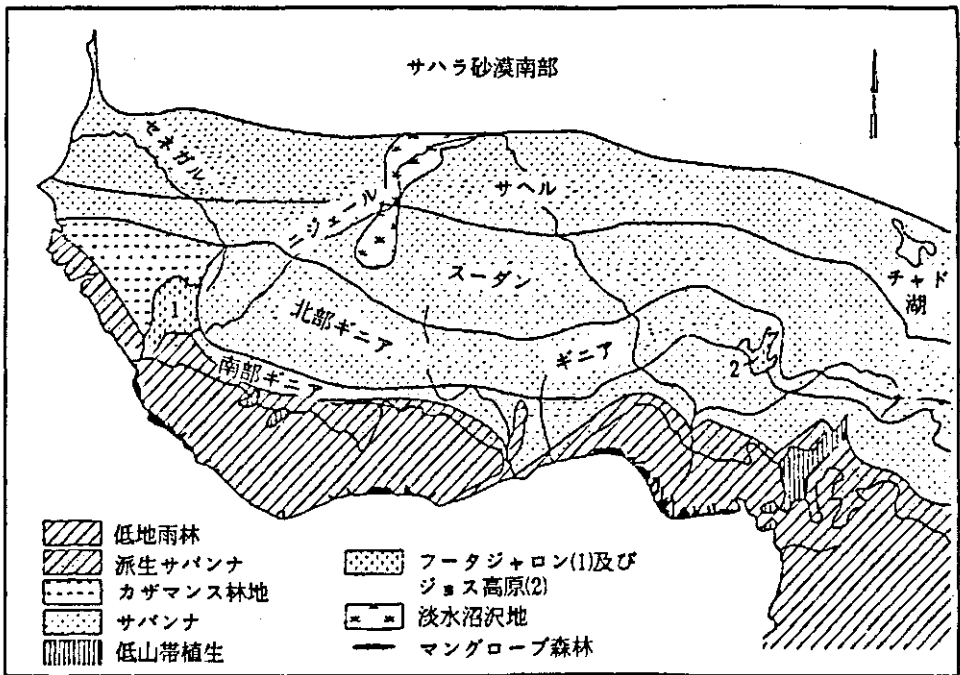 サハラ砂漠南部
セネガル
ニジェール
サヘル
チャド
湖
スーダン
1
北部ギニア
ギニア
2
南部ギニア
低地雨林
派生サバンナ
カザマンス林地
サバンナ
低山帯植生
フータジャロン(1)及び
ジョス高原(2)
淡水沼沢地
マングローブ森林